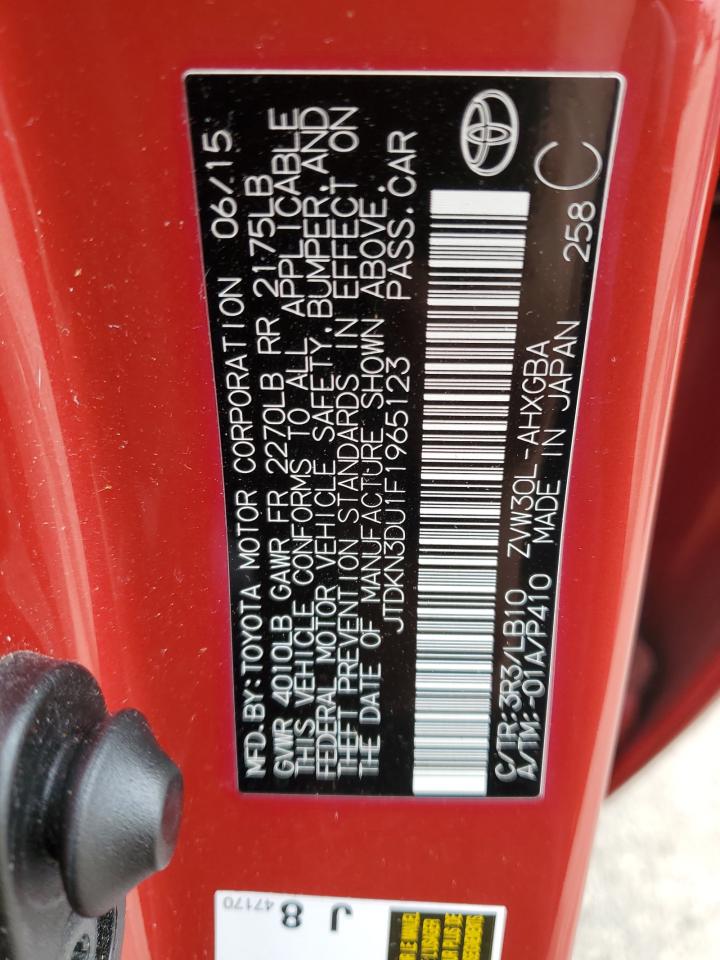 MFD.BY:TOYOTA MOTOR CORPORATION 06/15
GVWR 4010LB GAWR FR 2270LB RR 2175LB
THIS VEHICLE CONFORMS TO ALL APPLICABLE
FEDERAL MOTOR VEHICLE SAFETY,BUMPER,AND
THEFT PREVENTION STANDARDS IN EFFECT ON
THE DATE OF MANUFACTURE SHOWN ABOVE.
JTDKN3DU1F1965123 PASS.CAR
C/TR:3R3/LB10 ZVW30L-AHXGBA
A/TM:-01A/P410 MADE IN JAPAN 258 C
J 8
47170